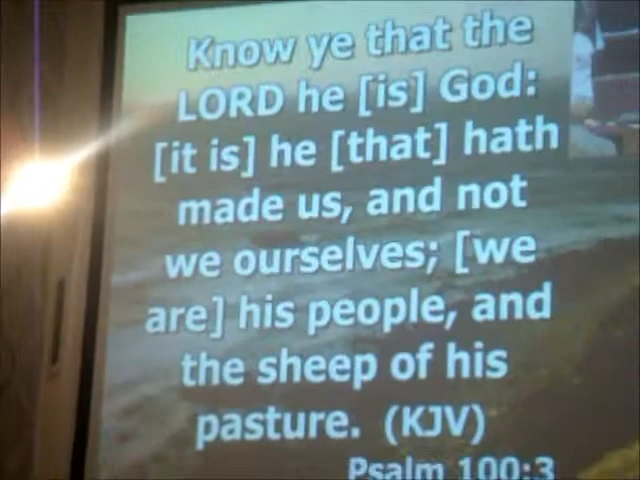 Know ye that the
LORD he [is] God:
[it is] he [that] hath
made us, and not
we ourselves; [we
are] his people, and
the sheep of his
pasture. (KJV)
Psalm 100:3